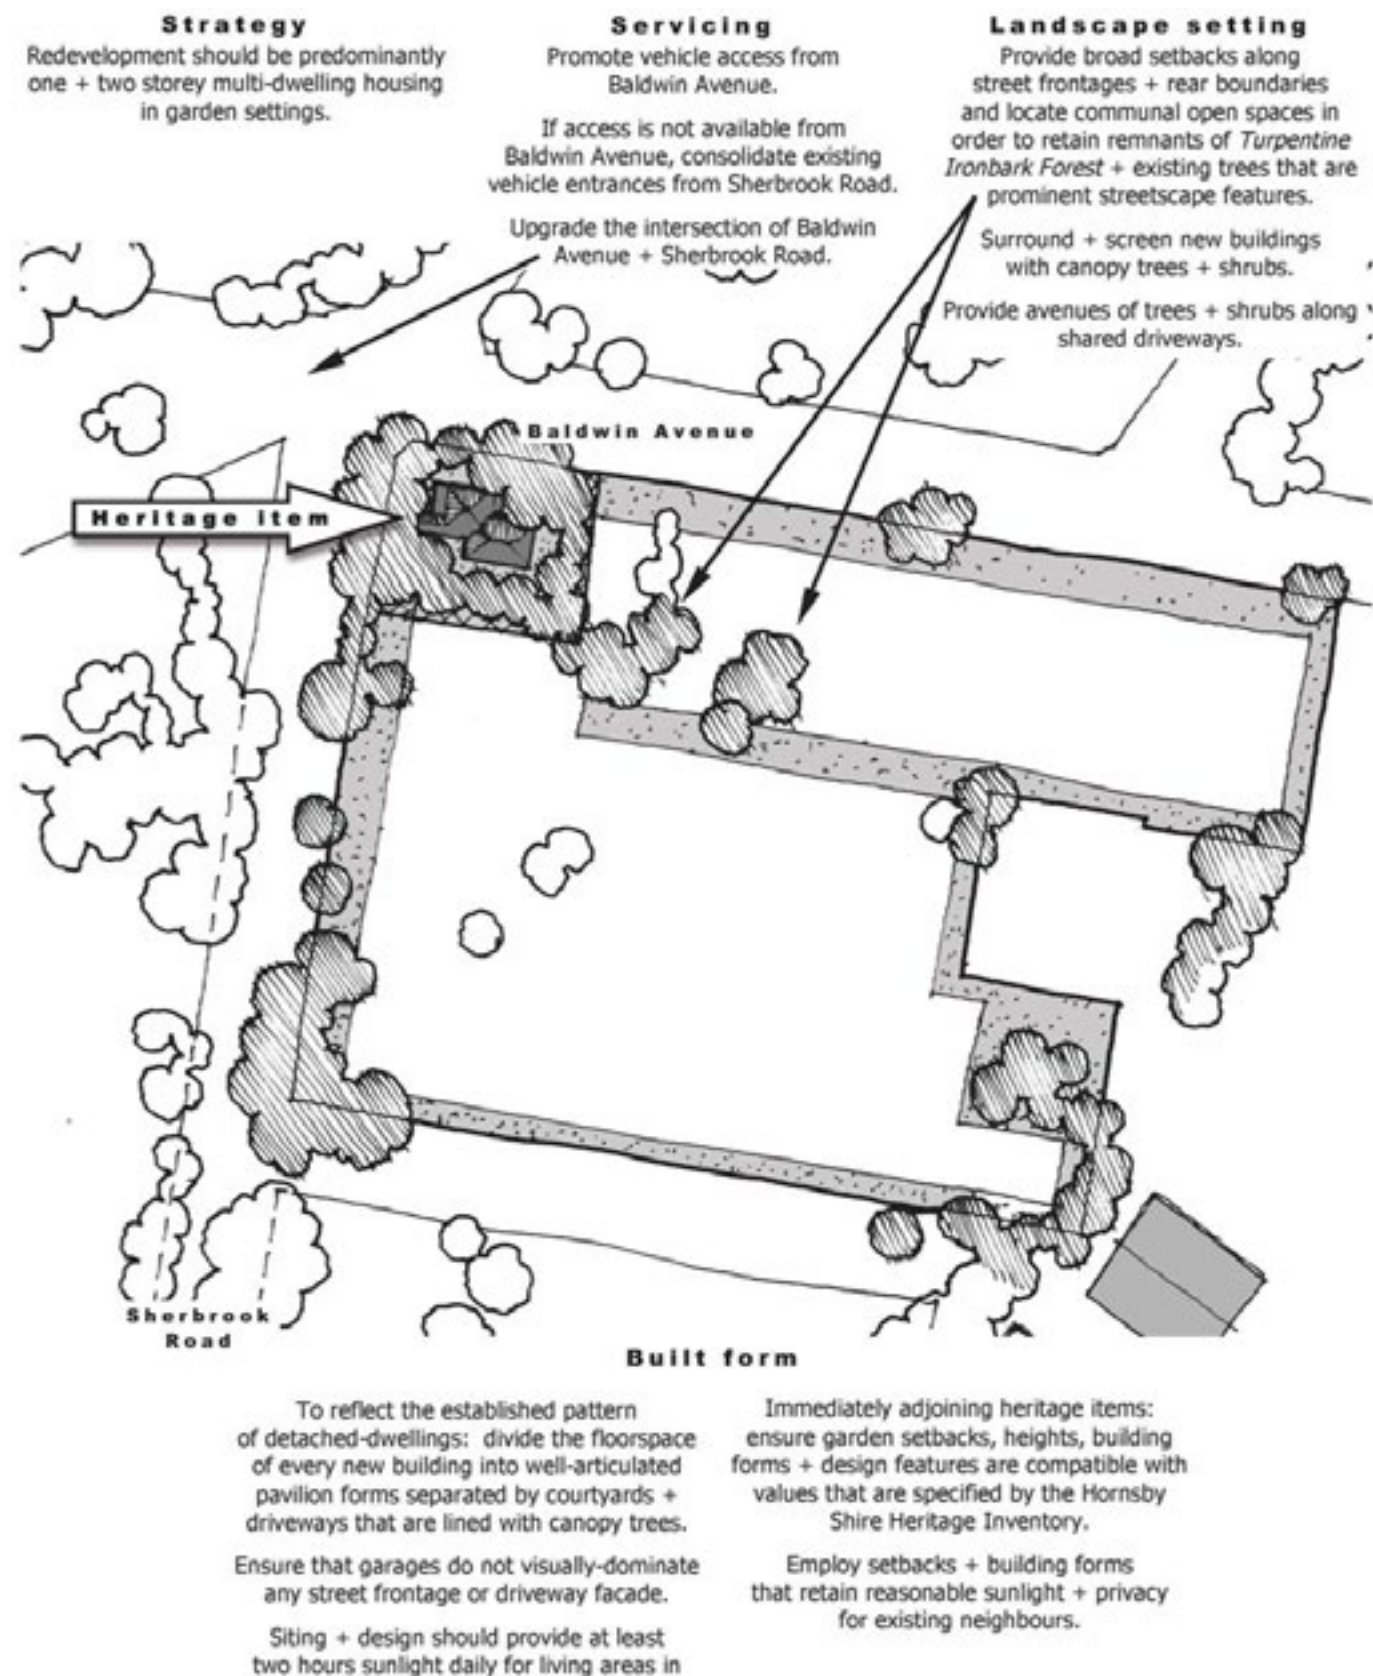 Strategy
Redevelopment should be predominantly
one + two storey multi-dwelling housing
in garden settings.
Servicing
Promote vehicle access from
Baldwin Avenue.
If access is not available from
Baldwin Avenue, consolidate existing
vehicle entrances from Sherbrook Road.
Upgrade the intersection of Baldwin
Avenue + Sherbrook Road.
Landscape setting
Provide broad setbacks along
street frontages + rear boundaries
and locate communal open spaces in
order to retain remnants of Turpentine
Ironbark Forest + existing trees that are
prominent streetscape features.
Surround + screen new buildings
with canopy trees + shrubs.
Provide avenues of trees + shrubs along
shared driveways.
Baldwin Avenue
Heritage item
Sherbrook
Road
Built form
To reflect the established pattern
of detached-dwellings: divide the floorspace
of every new building into well-articulated
pavilion forms separated by courtyards +
driveways that are lined with canopy trees.
Ensure that garages do not visually-dominate
any street frontage or driveway facade.
Siting + design should provide at least
two hours sunlight daily for living areas in
Immediately adjoining heritage items:
ensure garden setbacks, heights, building
forms + design features are compatible with
values that are specified by the Hornsby
Shire Heritage Inventory.
Employ setbacks + building forms
that retain reasonable sunlight + privacy
for existing neighbours.